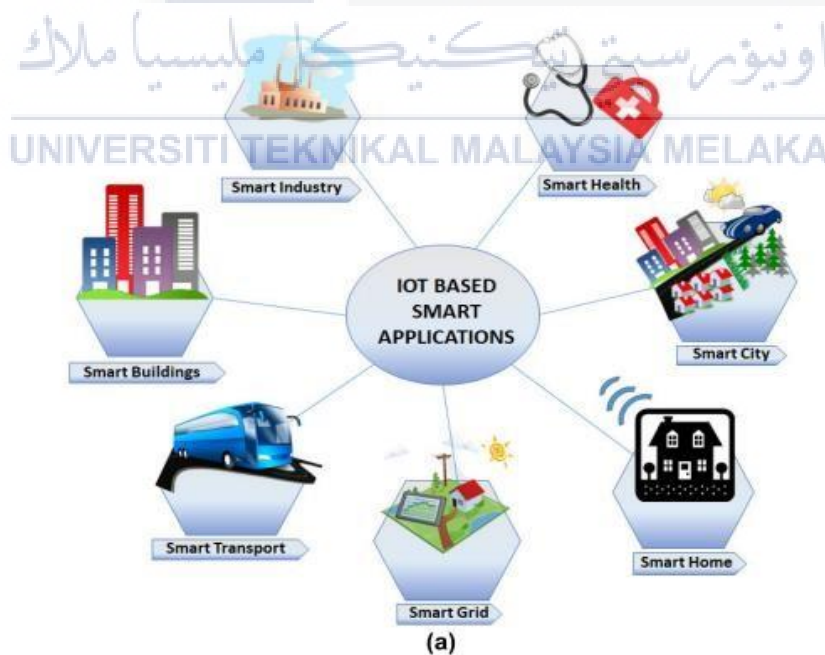 اونيۏرسيتي تيكنيكل مليسيا ملاك
UNIVERSITI TEKNIKAL MALAYSIA MELAKA
Smart Industry
Smart Health
IOT BASED
SMART
APPLICATIONS
Smart Buildings
Smart City
Smart Transport
Smart Home
Smart Grid
(a)